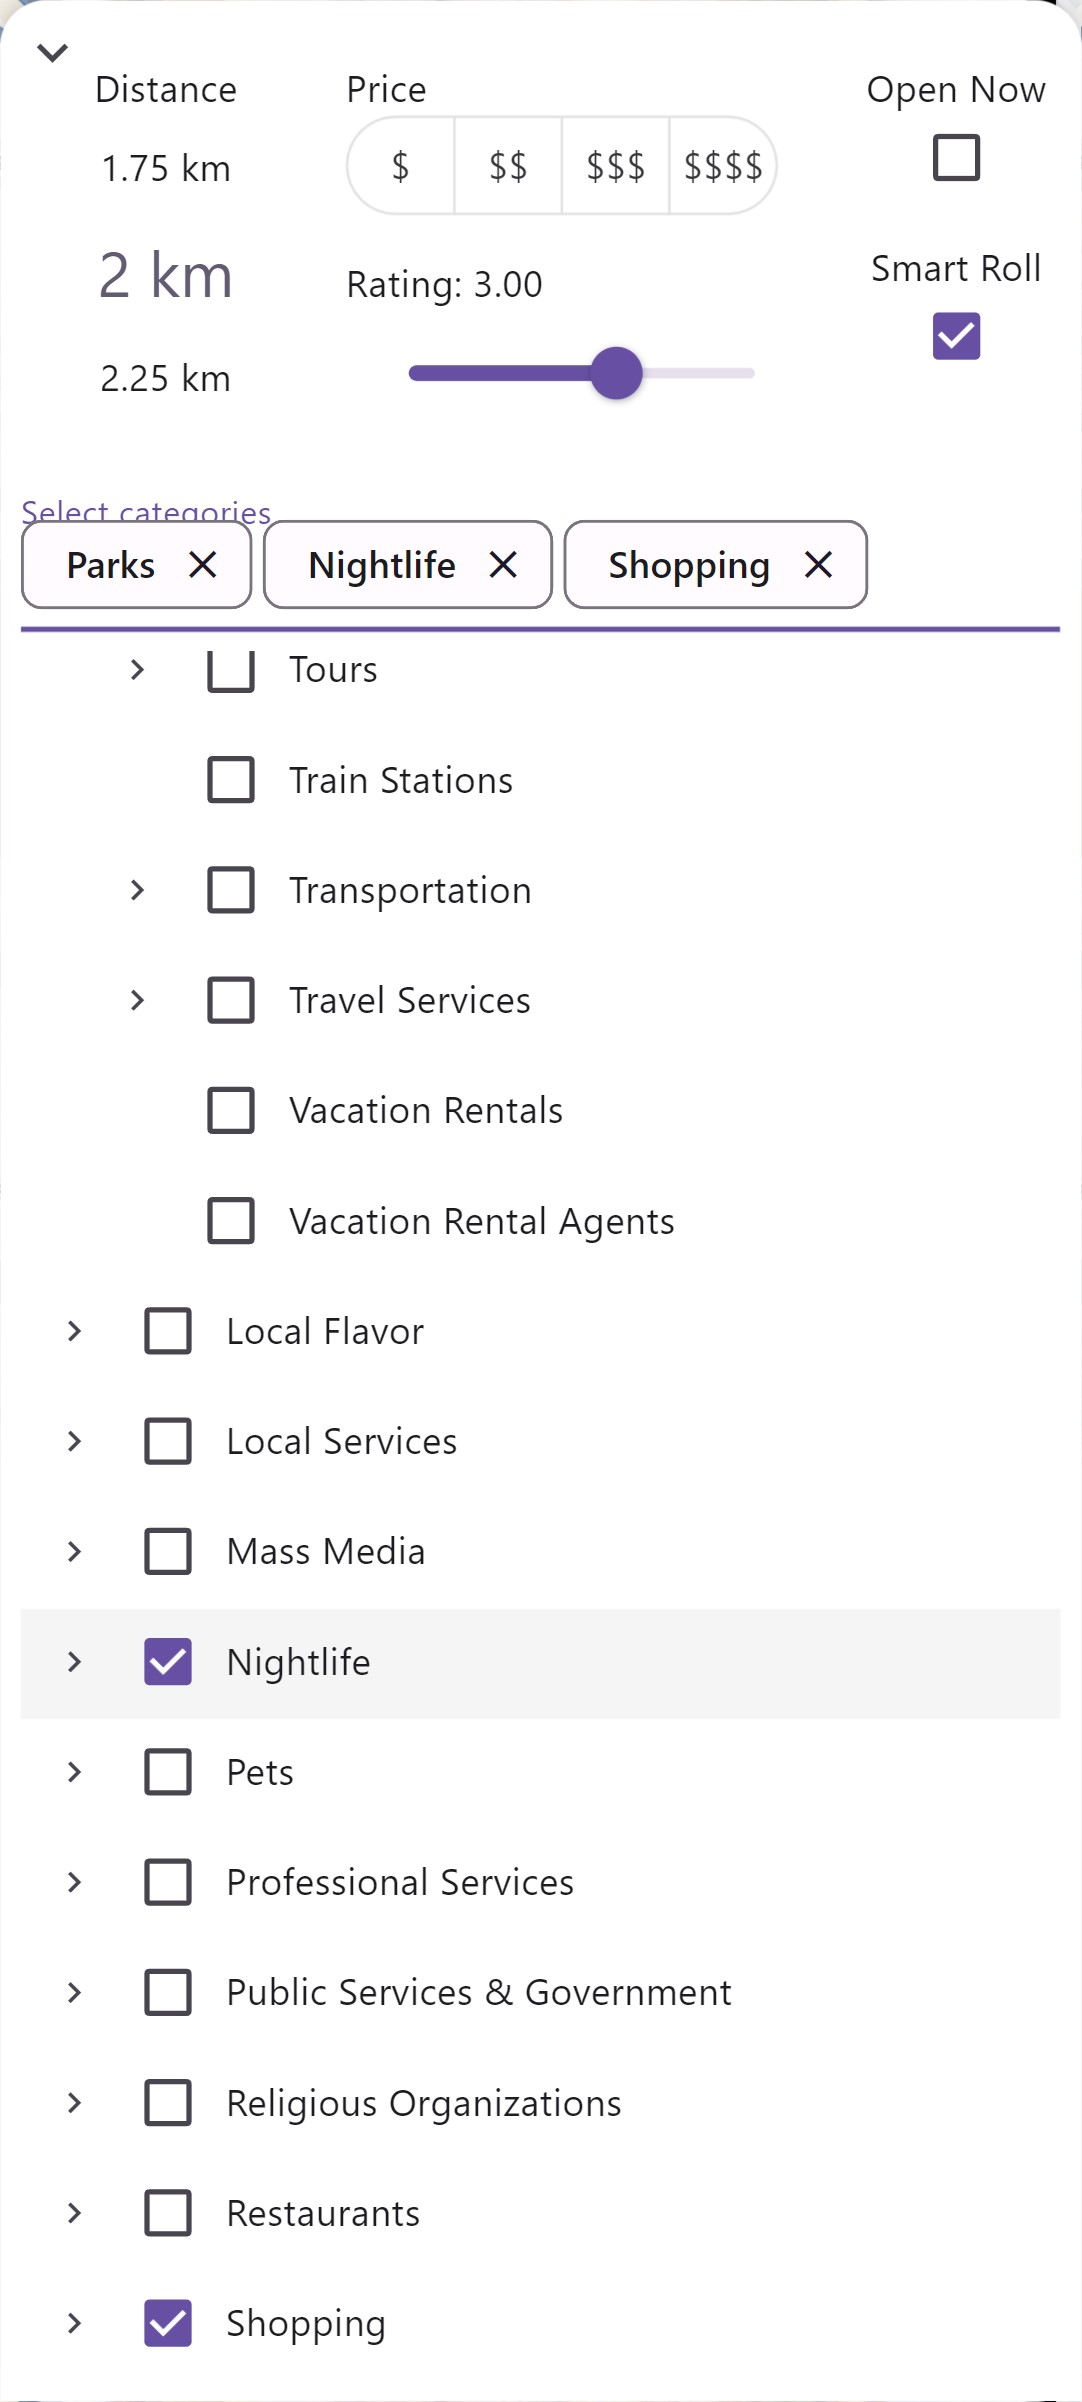 Distance
Price
Open Now
1.75 km
$ $$ $$$ $$$$
2 km
Rating: 3.00
Smart Roll
2.25 km
Select categories
Parks
Nightlife
Shopping
Tours
Train Stations
Transportation
Travel Services
Vacation Rentals
Vacation Rental Agents
Local Flavor
Local Services
Mass Media
Nightlife
Pets
Professional Services
Public Services & Government
Religious Organizations
Restaurants
Shopping